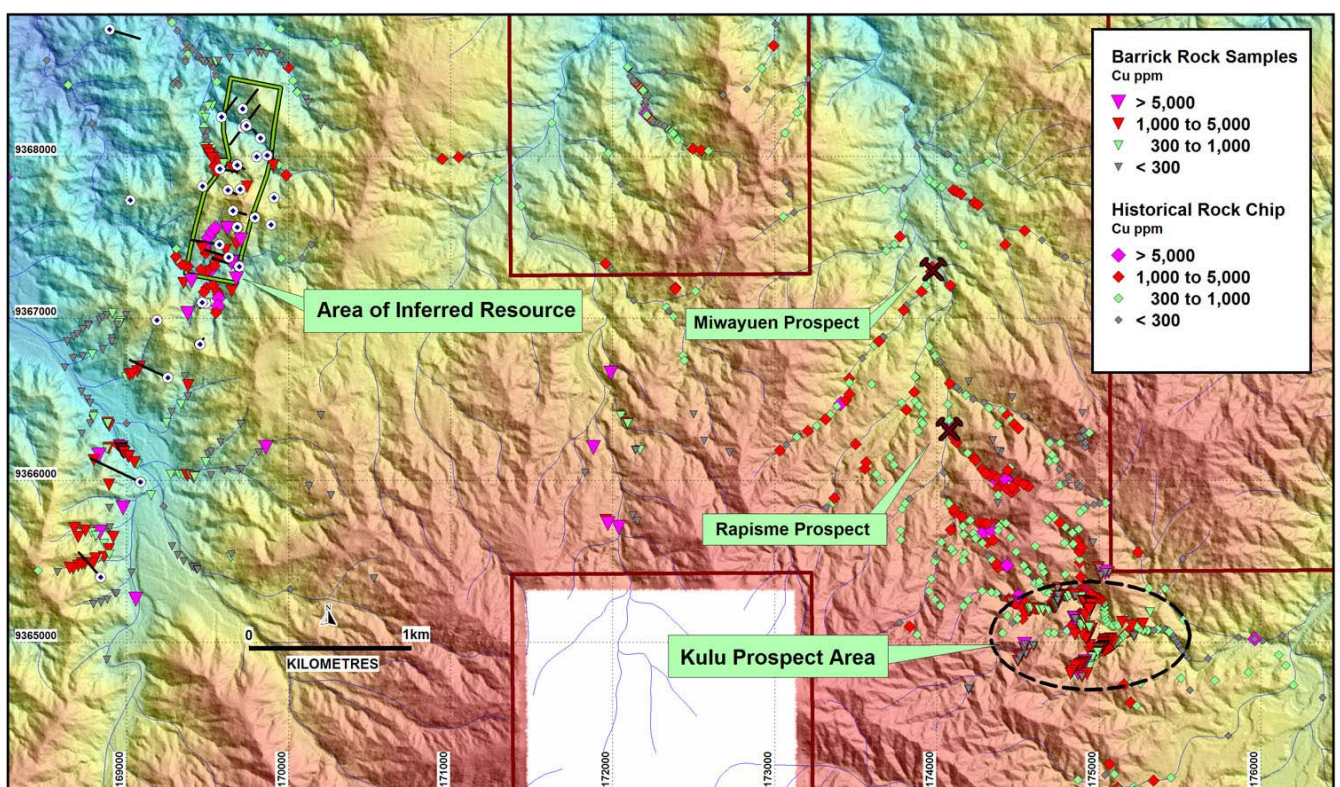 Barrick Rock Samples
Cu ppm
> 5,000
1,000 to 5,000
300 to 1,000
< 300
Historical Rock Chip
Cu ppm
> 5,000
1,000 to 5,000
300 to 1,000
< 300
9368000
Area of Inferred Resource
Miwayuen Prospect
9367000
9366000
Rapisme Prospect
N
9365000
0 1km
KILOMETRES
Kulu Prospect Area
169000
170000
171000
172000
173000
174000
175000
176000